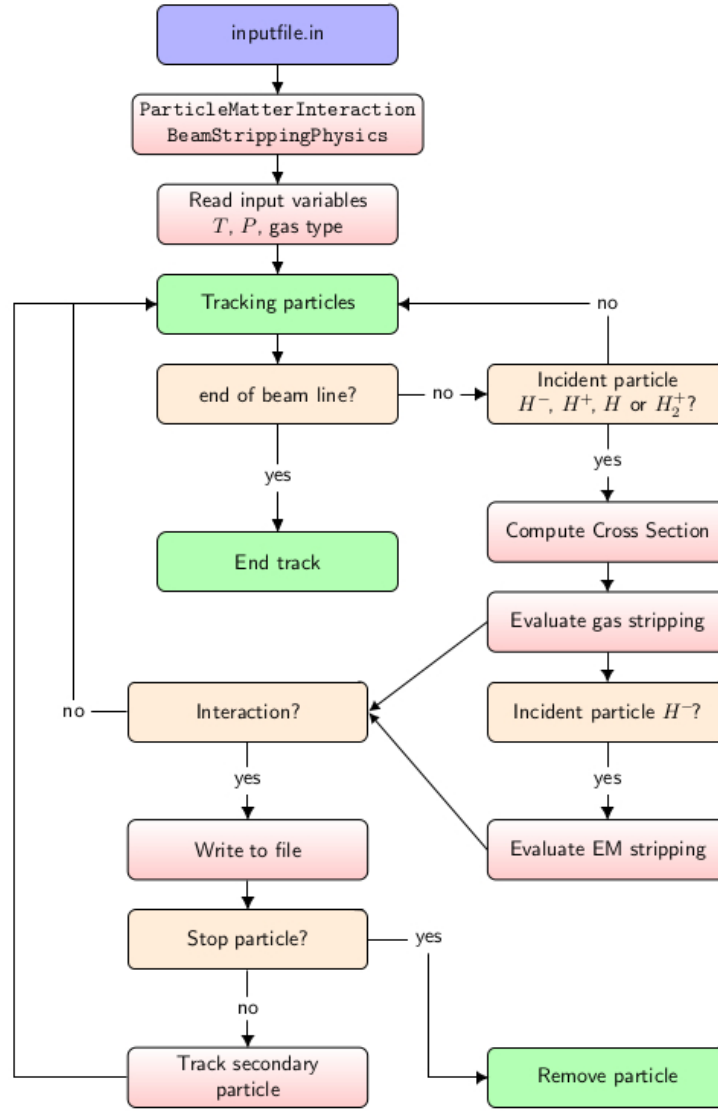 inputfile.in
ParticleMatterInteraction
BeamStrippingPhysics
Read input variables
T, P, gas type
Tracking particles
no
end of beam line?
no
Incident particle
H⁻, H⁺, H or H₂⁺?
yes
yes
Compute Cross Section
End track
Evaluate gas stripping
no
Interaction?
Incident particle H⁻?
yes
yes
Write to file
Evaluate EM stripping
Stop particle?
yes
no
Track secondary
particle
Remove particle